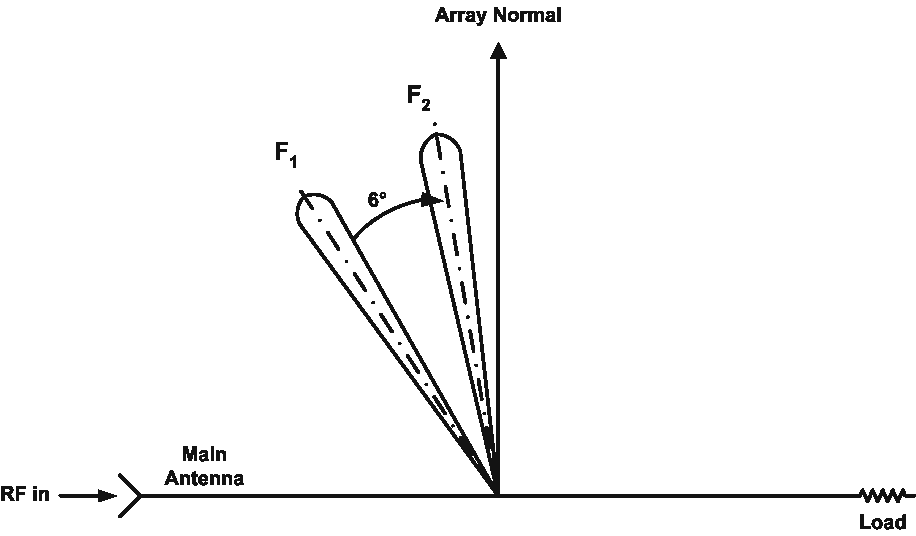 Array Normal
F2
F1
6°
Main
Antenna
RF in
Load